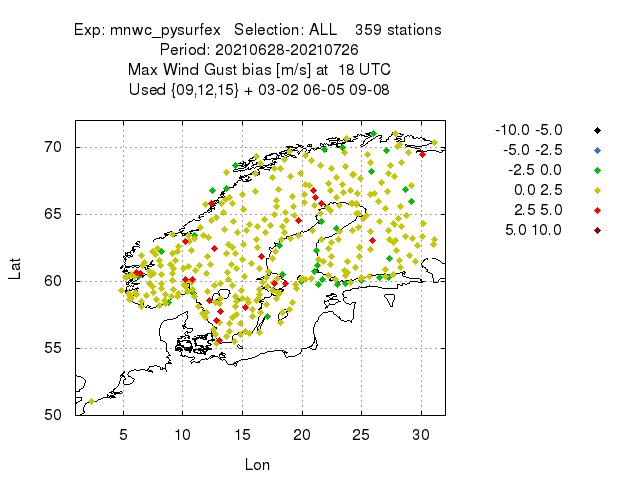 Exp: mnwc_pysurfex   Selection: ALL    359 stations
Period: 20210628-20210726
Max Wind Gust bias [m/s] at  18 UTC
Used {09,12,15} + 03-02 06-05 09-08
-10.0 -5.0
-5.0 -2.5
-2.5 0.0
0.0 2.5
2.5 5.0
5.0 10.0
70
65
60
55
50
Lat
5 10 15 20 25 30
Lon